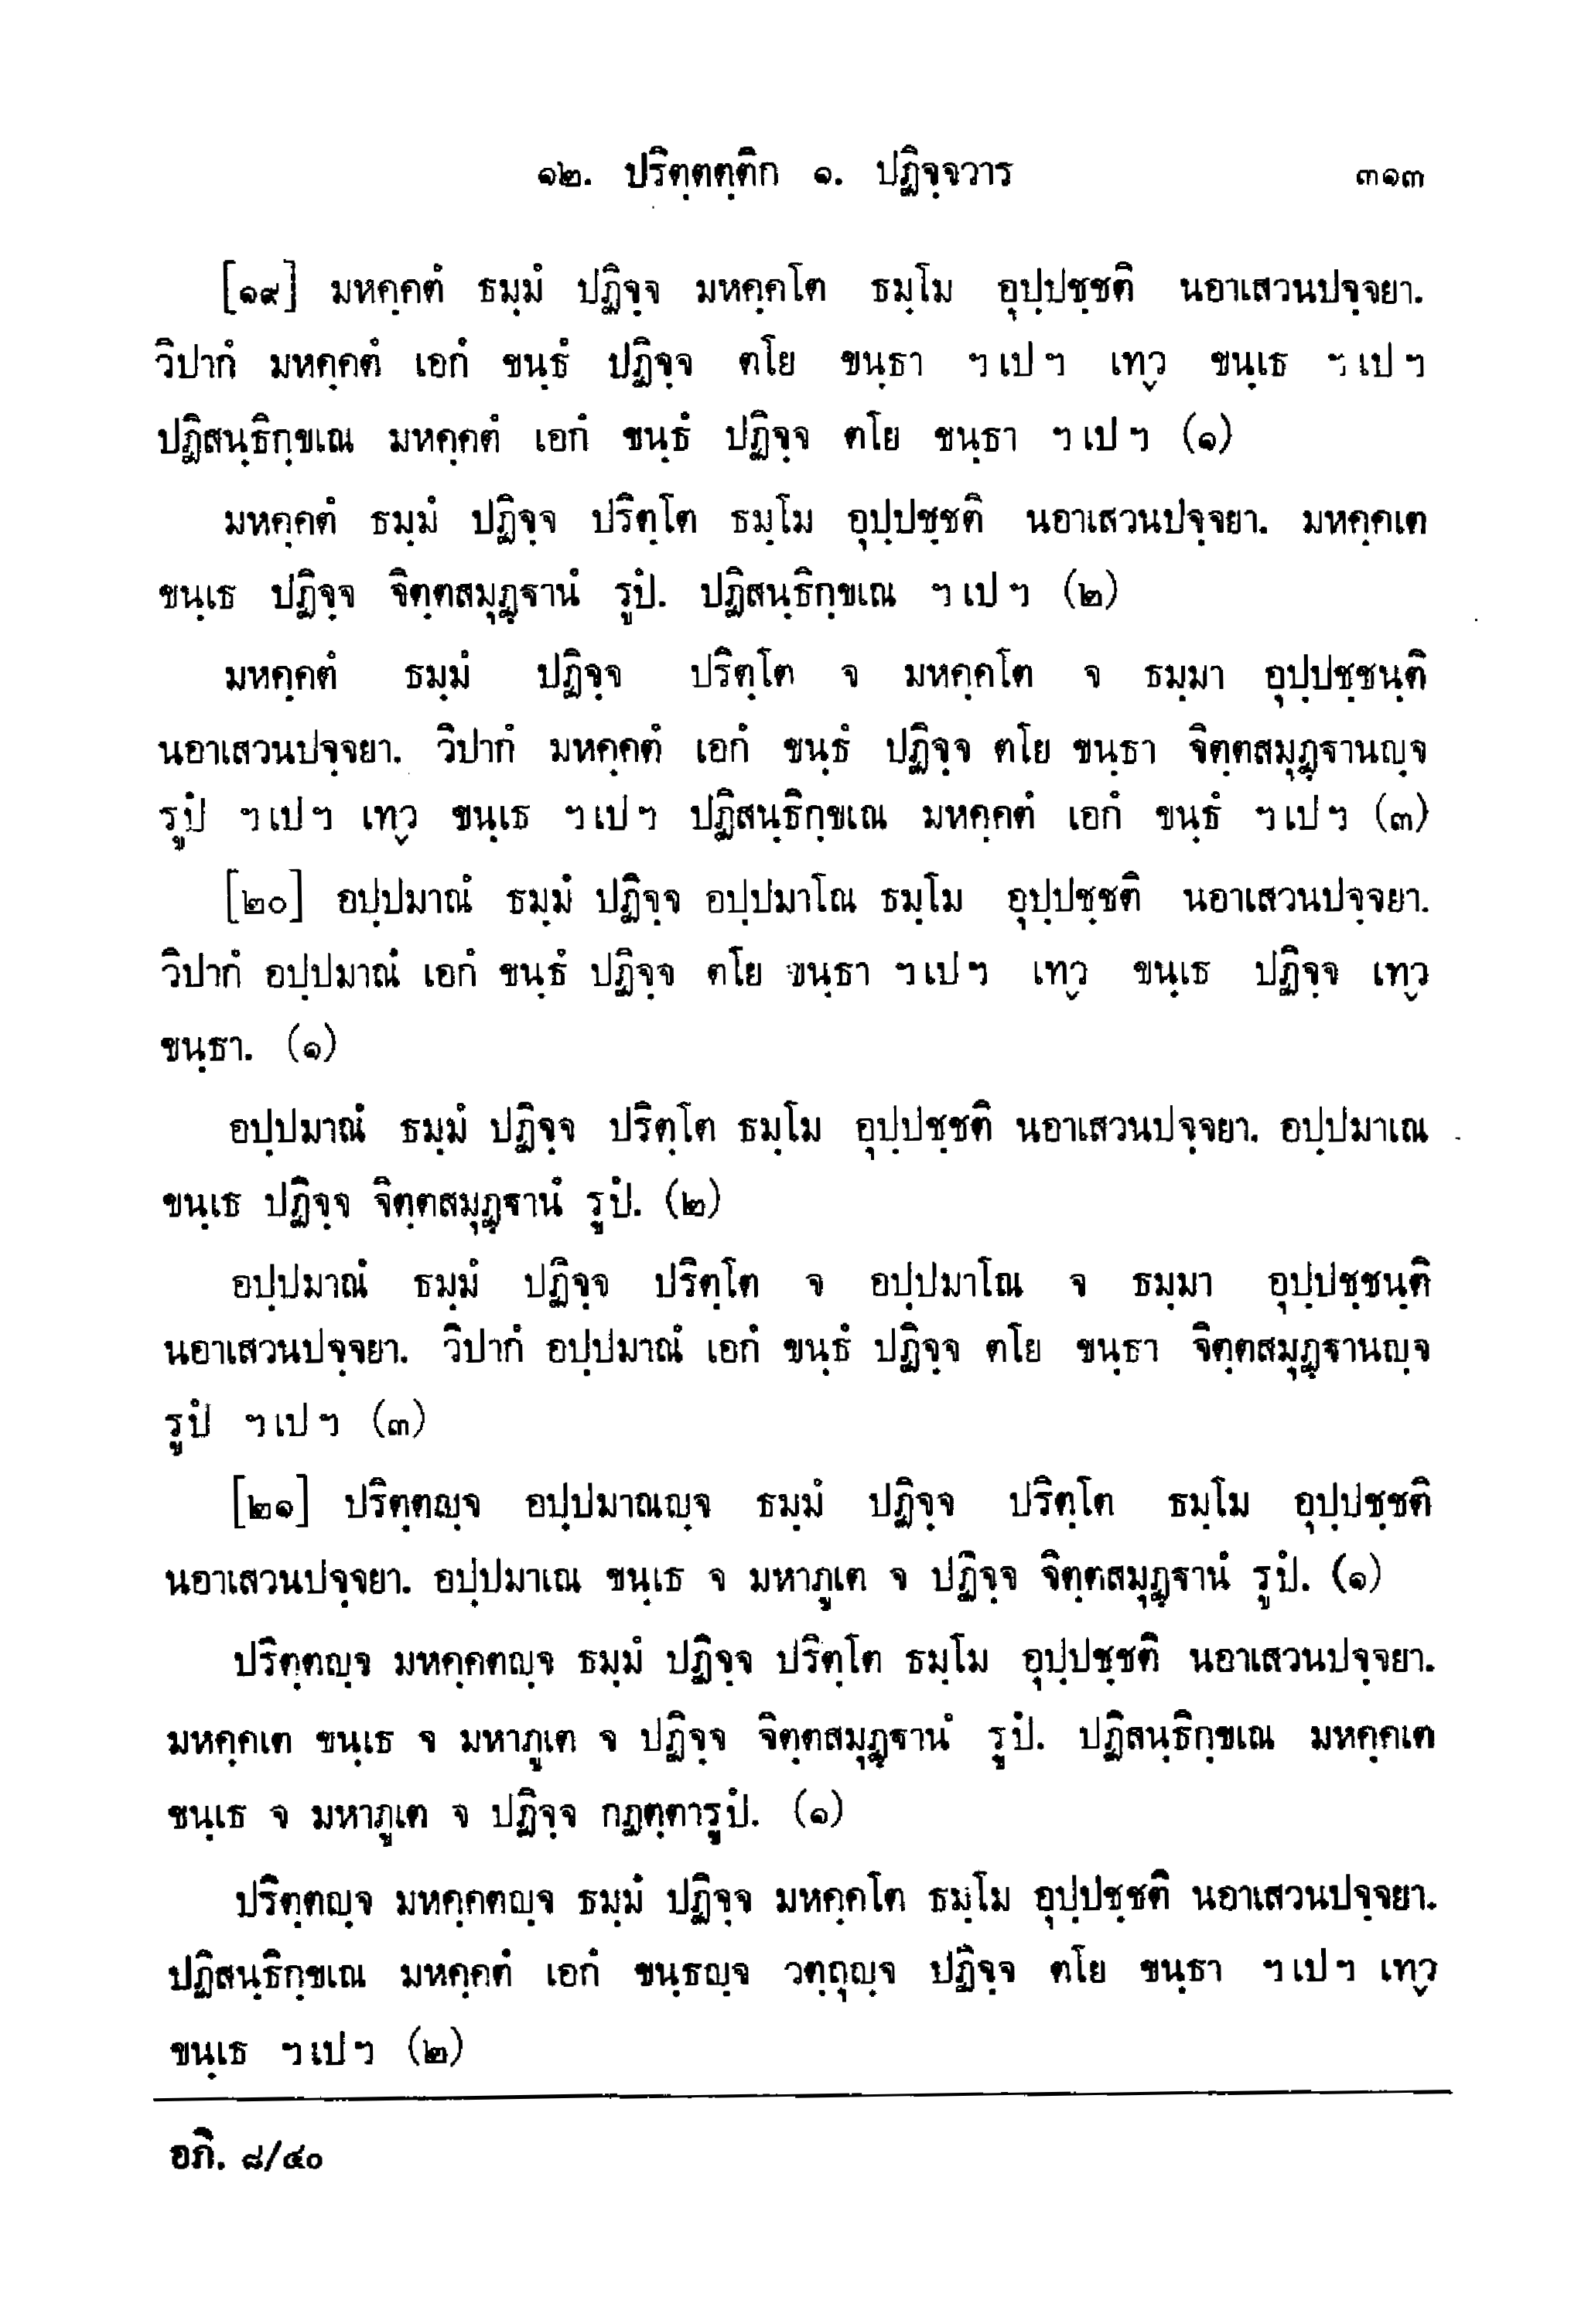 ๑๒. ปริตฺตตฺติก ๑. ปฏิจฺจวาร ๓๑๓
[๑๙] มหคฺคตํ ธมฺมํ ปฏิจฺจ มหคฺคโต ธมฺโม อุปฺปชฺชติ นอาเสวนปจฺจยา.
วิปากํ มหคฺคตํ เอกํ ขนฺธํ ปฏิจฺจ ตโย ขนฺธา ฯเปฯ เทฺว ขนฺเธ ฯเปฯ
ปฏิสนฺธิกฺขเณ มหคฺคตํ เอกํ ขนฺธํ ปฏิจฺจ ตโย ขนฺธา ฯเปฯ (๑)
มหคฺคตํ ธมฺมํ ปฏิจฺจ ปริตฺโต ธมฺโม อุปฺปชฺชติ นอาเสวนปจฺจยา. มหคฺคเต
ขนฺเธ ปฏิจฺจ จิตฺตสมุฏฺฐานํ รูปํ. ปฏิสนฺธิกฺขเณ ฯเปฯ (๒)
มหคฺคตํ ธมฺมํ ปฏิจฺจ ปริตฺโต จ มหคฺคโต จ ธมฺมา อุปฺปชฺชนฺติ
นอาเสวนปจฺจยา. วิปากํ มหคฺคตํ เอกํ ขนฺธํ ปฏิจฺจ ตโย ขนฺธา จิตฺตสมุฏฺฐานญฺจ
รูปํ ฯเปฯ เทฺว ขนฺเธ ฯเปฯ ปฏิสนฺธิกฺขเณ มหคฺคตํ เอกํ ขนฺธํ ฯเปฯ (๓)
[๒๐] อปฺปมาณํ ธมฺมํ ปฏิจฺจ อปฺปมาโณ ธมฺโม อุปฺปชฺชติ นอาเสวนปจฺจยา.
วิปากํ อปฺปมาณํ เอกํ ขนฺธํ ปฏิจฺจ ตโย ขนฺธา ฯเปฯ เทฺว ขนฺเธ ปฏิจฺจ เทฺว
ขนฺธา. (๑)
อปฺปมาณํ ธมฺมํ ปฏิจฺจ ปริตฺโต ธมฺโม อุปฺปชฺชติ นอาเสวนปจฺจยา. อปฺปมาเณ
ขนฺเธ ปฏิจฺจ จิตฺตสมุฏฺฐานํ รูปํ. (๒)
อปฺปมาณํ ธมฺมํ ปฏิจฺจ ปริตฺโต จ อปฺปมาโณ จ ธมฺมา อุปฺปชฺชนฺติ
นอาเสวนปจฺจยา. วิปากํ อปฺปมาณํ เอกํ ขนฺธํ ปฏิจฺจ ตโย ขนฺธา จิตฺตสมุฏฺฐานญฺจ
รูปํ ฯเปฯ (๓)
[๒๑] ปริตฺตญฺจ อปฺปมาณญฺจ ธมฺมํ ปฏิจฺจ ปริตฺโต ธมฺโม อุปฺปชฺชติ
นอาเสวนปจฺจยา. อปฺปมาเณ ขนฺเธ จ มหาภูเต จ ปฏิจฺจ จิตฺตสมุฏฺฐานํ รูปํ. (๑)
ปริตฺตญฺจ มหคฺคตญฺจ ธมฺมํ ปฏิจฺจ ปริตฺโต ธมฺโม อุปฺปชฺชติ นอาเสวนปจฺจยา.
มหคฺคเต ขนฺเธ จ มหาภูเต จ ปฏิจฺจ จิตฺตสมุฏฺฐานํ รูปํ. ปฏิสนฺธิกฺขเณ มหคฺคเต
ขนฺเธ จ มหาภูเต จ ปฏิจฺจ กฏตฺตารูปํ. (๑)
ปริตฺตญฺจ มหคฺคตญฺจ ธมฺมํ ปฏิจฺจ มหคฺคโต ธมฺโม อุปฺปชฺชติ นอาเสวนปจฺจยา.
ปฏิสนฺธิกฺขเณ มหคฺคตํ เอกํ ขนฺธญฺจ วตฺถุญฺจ ปฏิจฺจ ตโย ขนฺธา ฯเปฯ เทฺว
ขนฺเธ ฯเปฯ (๒)
อภิ. ๘/๔๐